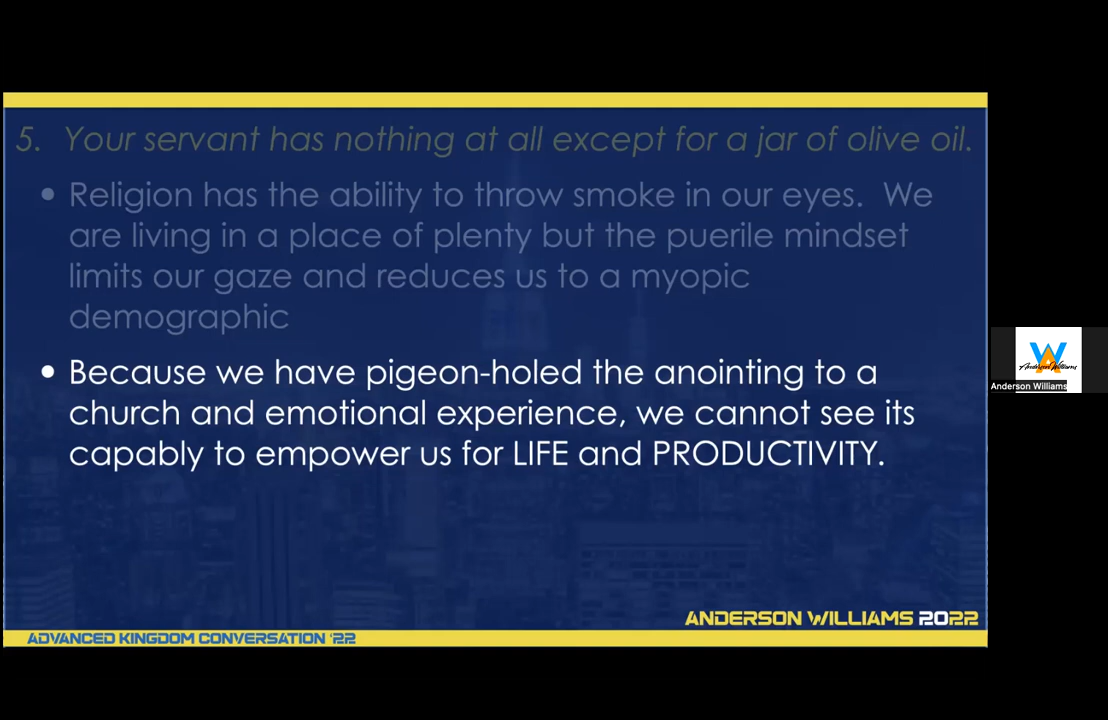 5. Your servant has nothing at all except for a jar of olive oil.
• Religion has the ability to throw smoke in our eyes. We
are living in a place of plenty but the puerile mindset
limits our gaze and reduces us to a myopic
demographic
• Because we have pigeon-holed the anointing to a
church and emotional experience, we cannot see its
capably to empower us for LIFE and PRODUCTIVITY.
ANDERSON WILLIAMS 2022
ADVANCED KINGDOM CONVERSATION '22
WA
Anderson Williams
Anderson Williams